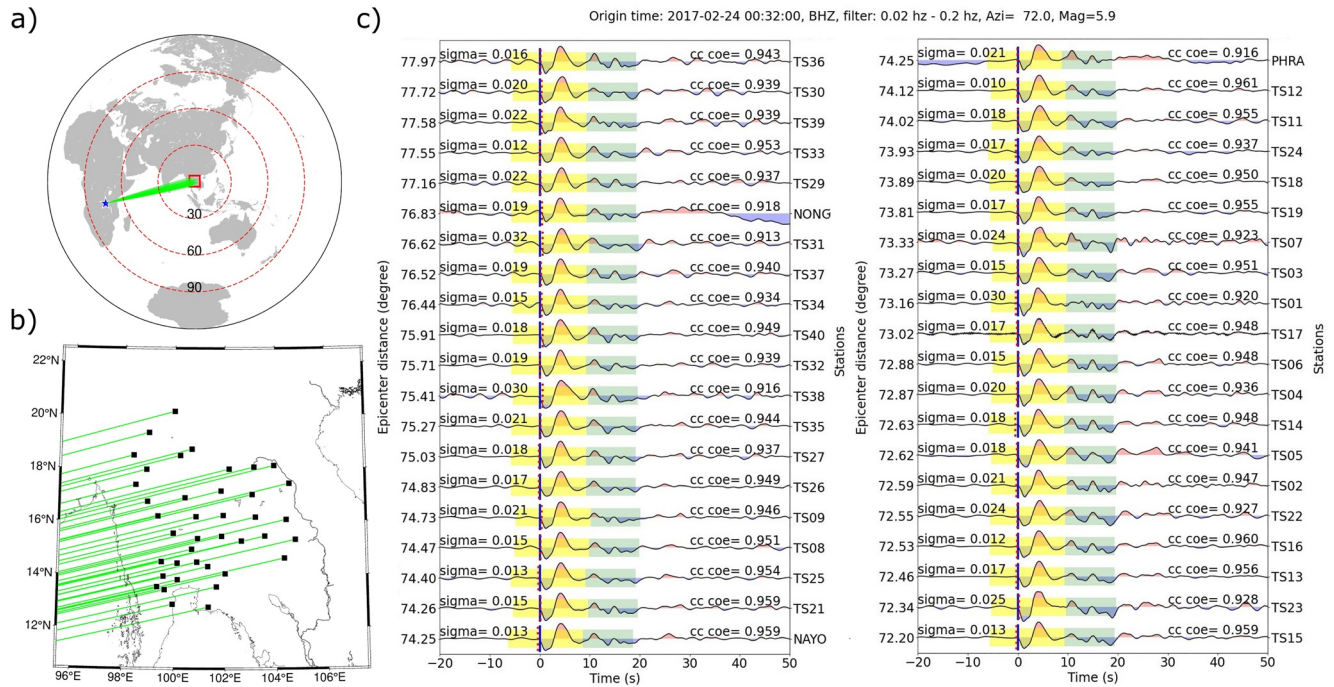 a)
30
60
90
b)
22°N
20°N
18°N
16°N
14°N
12°N
96°E 98°E 100°E 102°E 104°E 106°E
c)
Origin time: 2017-02-24 00:32:00, BHZ, filter: 0.02 hz - 0.2 hz, Azi= 72.0, Mag=5.9
Epicenter distance (degree)
77.97 sigma= 0.016 cc coe= 0.943 TS36
77.72 sigma= 0.020 cc coe= 0.939 TS30
77.58 sigma= 0.022 cc coe= 0.939 TS39
77.55 sigma= 0.012 cc coe= 0.953 TS33
77.16 sigma= 0.022 cc coe= 0.937 TS29
76.83 sigma= 0.019 cc coe= 0.918 NONG
76.62 sigma= 0.032 cc coe= 0.913 TS31
76.52 sigma= 0.019 cc coe= 0.940 TS37
76.44 sigma= 0.015 cc coe= 0.934 TS34
75.91 sigma= 0.018 cc coe= 0.949 TS40
75.71 sigma= 0.019 cc coe= 0.939 TS32
75.41 sigma= 0.030 cc coe= 0.916 TS38
75.27 sigma= 0.021 cc coe= 0.944 TS35
75.03 sigma= 0.018 cc coe= 0.937 TS27
74.83 sigma= 0.017 cc coe= 0.949 TS26
74.73 sigma= 0.021 cc coe= 0.946 TS09
74.47 sigma= 0.015 cc coe= 0.951 TS08
74.40 sigma= 0.013 cc coe= 0.954 TS25
74.26 sigma= 0.015 cc coe= 0.959 TS21
74.25 sigma= 0.013 cc coe= 0.959 NAYO
−20 −10 0 10 20 30 40 50
Time (s)
Stations
Epicenter distance (degree)
74.25 sigma= 0.021 cc coe= 0.916 PHRA
74.12 sigma= 0.010 cc coe= 0.961 TS12
74.02 sigma= 0.018 cc coe= 0.955 TS11
73.93 sigma= 0.017 cc coe= 0.937 TS24
73.89 sigma= 0.020 cc coe= 0.950 TS18
73.81 sigma= 0.017 cc coe= 0.955 TS19
73.33 sigma= 0.024 cc coe= 0.923 TS07
73.27 sigma= 0.015 cc coe= 0.951 TS03
73.16 sigma= 0.030 cc coe= 0.920 TS01
73.02 sigma= 0.017 cc coe= 0.948 TS17
72.88 sigma= 0.015 cc coe= 0.948 TS06
72.87 sigma= 0.020 cc coe= 0.936 TS04
72.63 sigma= 0.018 cc coe= 0.948 TS14
72.62 sigma= 0.018 cc coe= 0.941 TS05
72.59 sigma= 0.021 cc coe= 0.947 TS02
72.55 sigma= 0.024 cc coe= 0.927 TS22
72.53 sigma= 0.012 cc coe= 0.960 TS16
72.46 sigma= 0.017 cc coe= 0.956 TS13
72.34 sigma= 0.025 cc coe= 0.928 TS23
72.20 sigma= 0.013 cc coe= 0.959 TS15
−20 −10 0 10 20 30 40 50
Time (s)
Stations